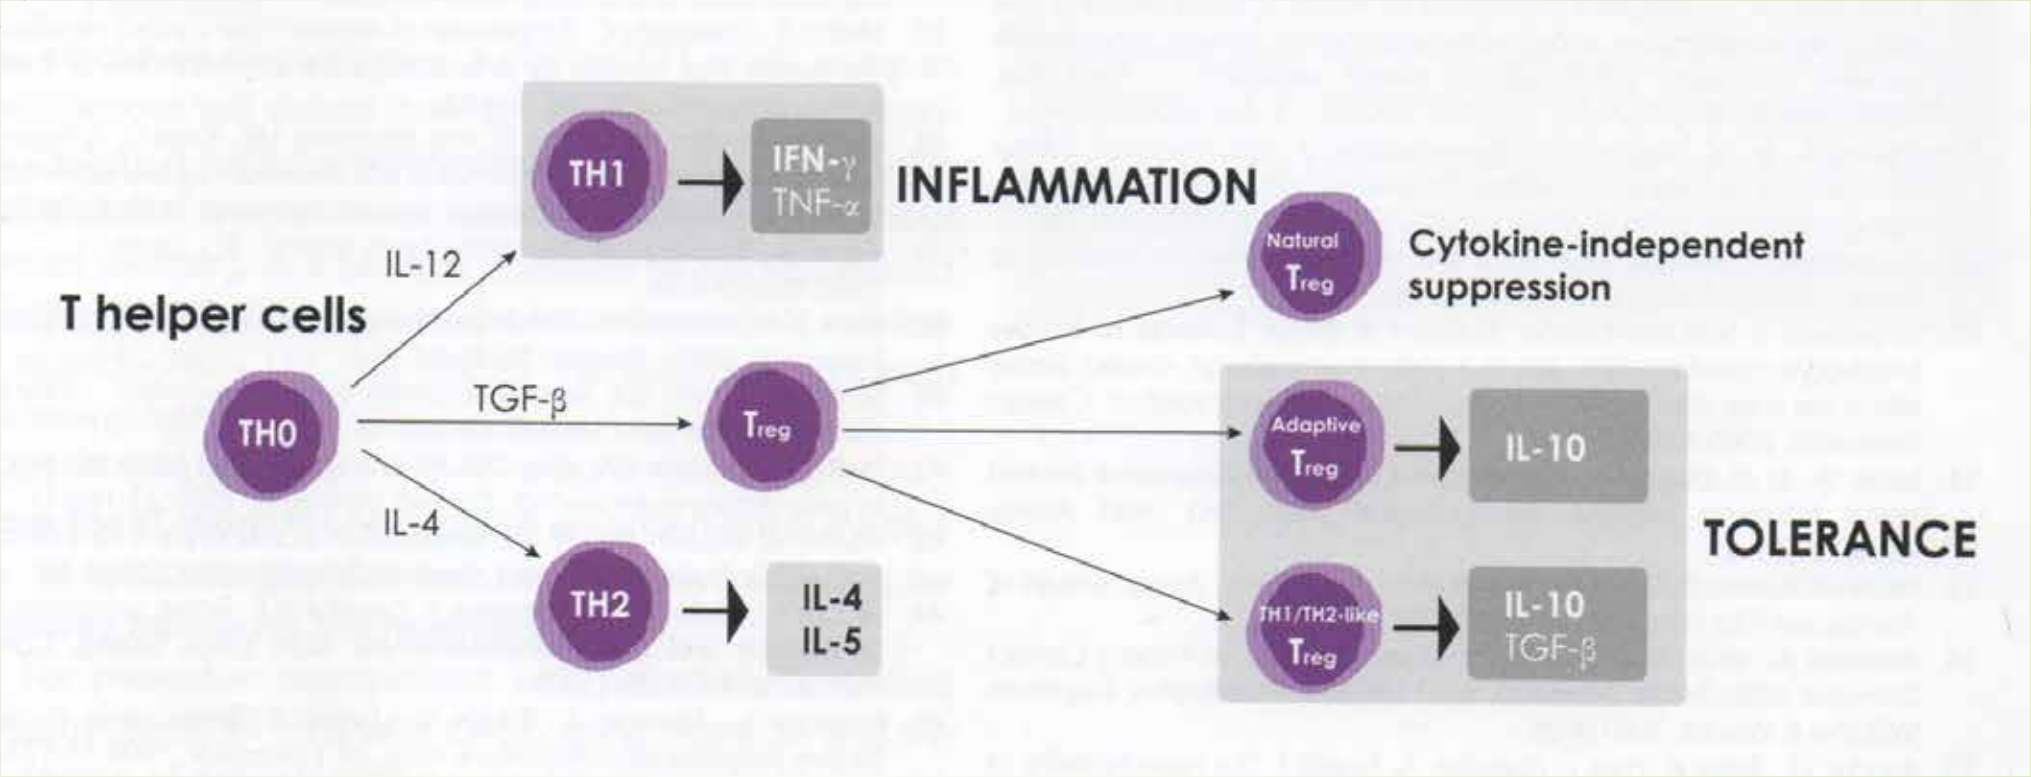 T helper cells
TH0
IL-12
TGF-β
IL-4
TH1
IFN-γ
TNF-α
INFLAMMATION
Treg
TH2
IL-4
IL-5
Natural
Treg
Cytokine-independent
suppression
Adaptive
Treg
IL-10
TH1/TH2-like
Treg
IL-10
TGF-β
TOLERANCE